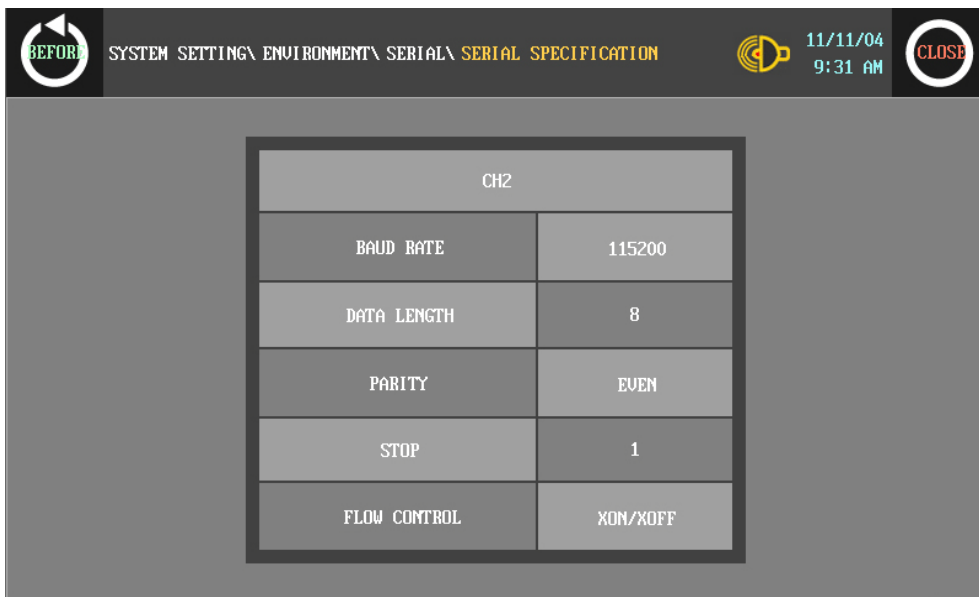 BEFORE
SYSTEM SETTING\ ENVIRONMENT\ SERIAL\ SERIAL SPECIFICATION
11/11/04
9:31 AM
CLOSE
CH2
BAUD RATE 115200
DATA LENGTH 8
PARITY EVEN
STOP 1
FLOW CONTROL XON/XOFF